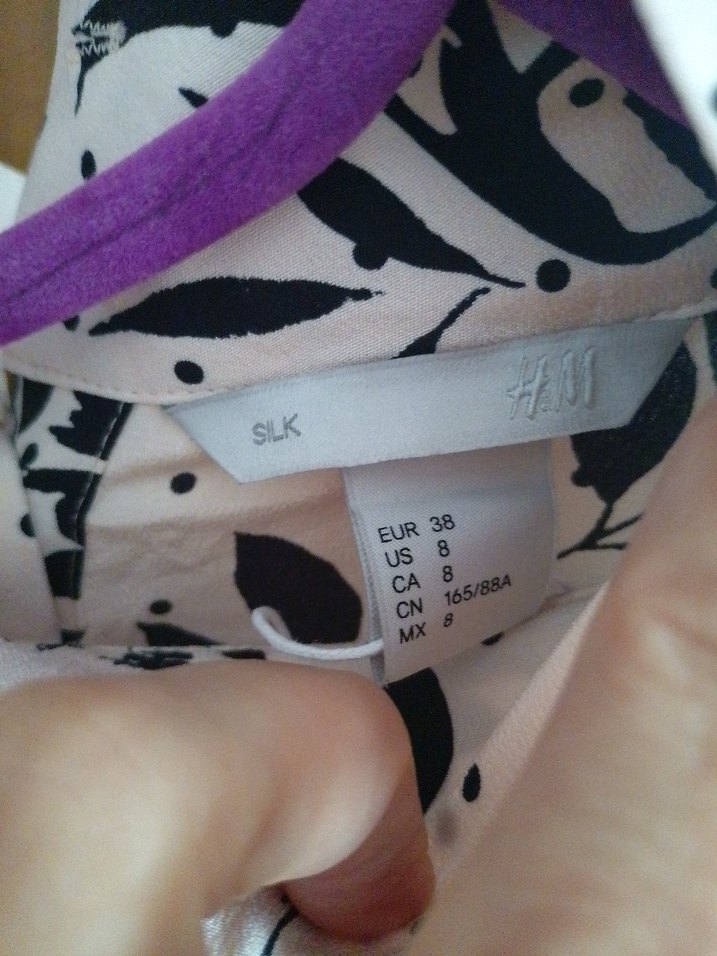 SILK H&M
EUR 38
US 8
CA 8
CN 165/88A
MX 8